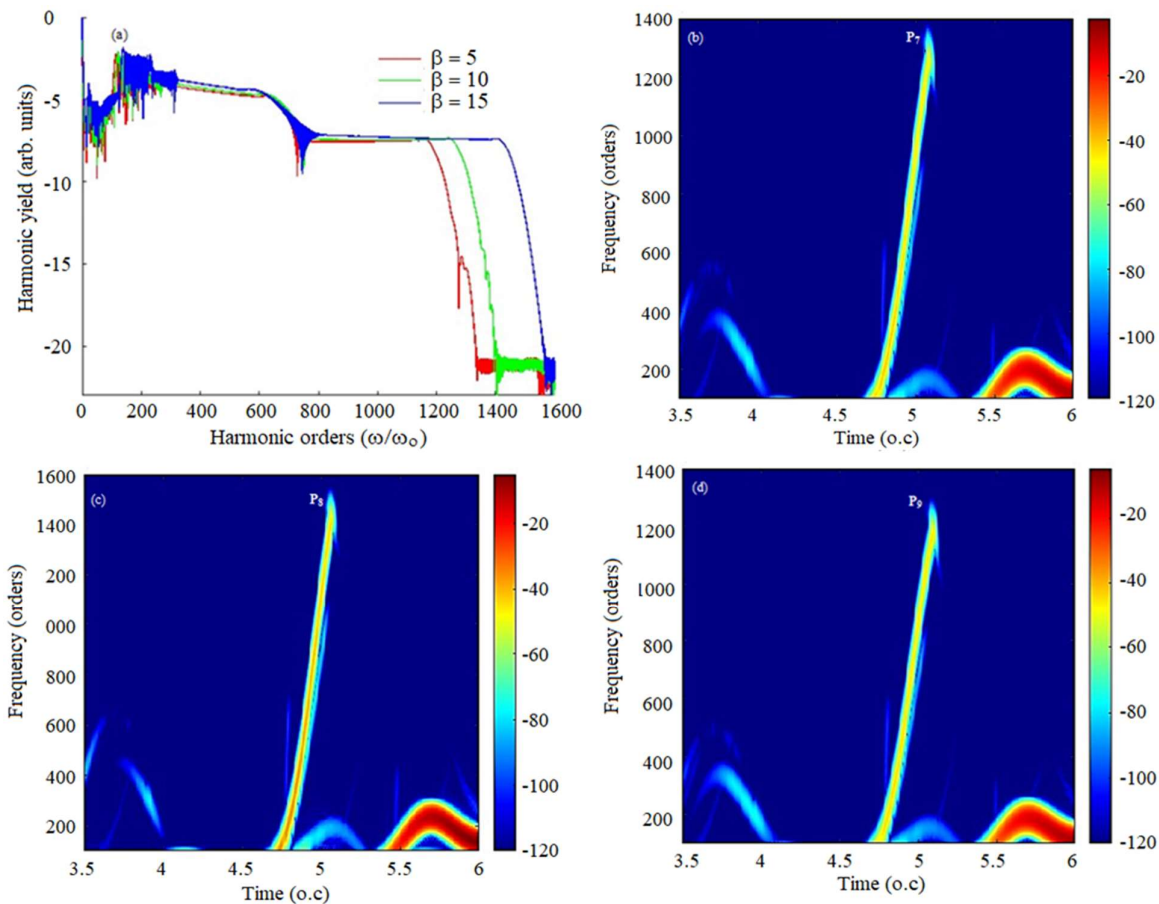 (a)
β = 5
β = 10
β = 15
Harmonic yield (arb. units)
0
-5
-10
-15
-20
0 200 400 600 800 1000 1200 1400 1600
Harmonic orders (ω/ωo)
(b)
P7
Frequency (orders)
1400
1200
1000
800
600
400
200
3.5 4 4.5 5 5.5 6
Time (o.c)
-20
-40
-60
-80
-100
-120
(c)
P8
Frequency (orders)
1600
1400
200
000
800
600
400
200
3.5 4 4.5 5 5.5 6
Time (o.c)
-20
-40
-60
-80
-100
-120
(d)
P9
Frequency (orders)
1400
1200
1000
800
600
400
200
3.5 4 4.5 5 5.5 6
Time (o.c)
-20
-40
-60
-80
-100
-120